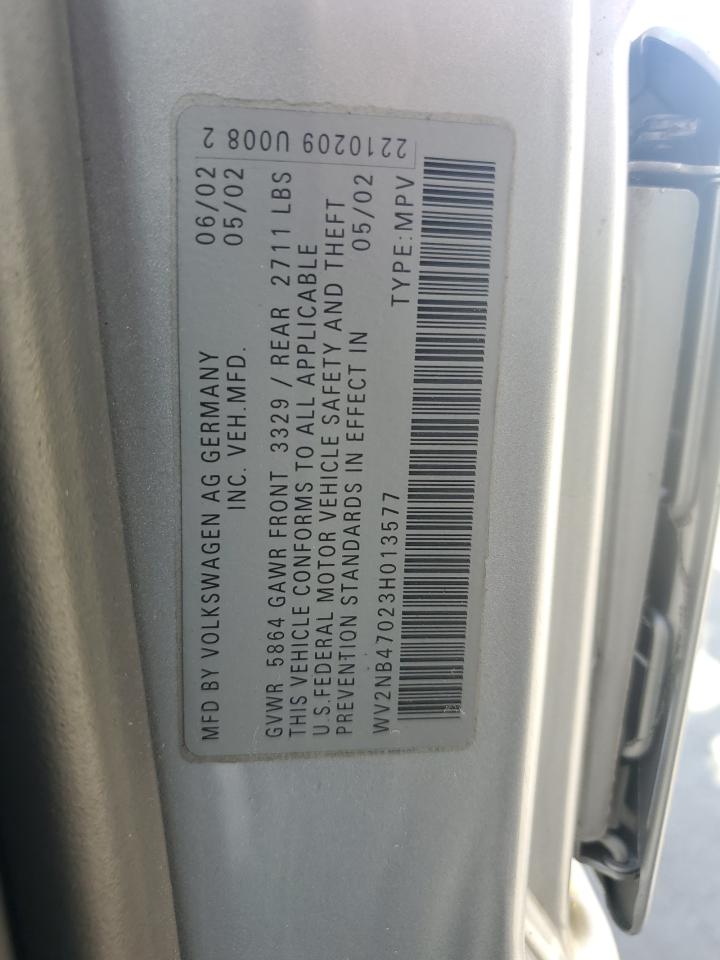 MFD BY VOLKSWAGEN AG GERMANY 06/02
INC. VEH.MFD. 05/02
GVWR 5864 GAWR FRONT 3329 / REAR 2711 LBS
THIS VEHICLE CONFORMS TO ALL APPLICABLE
U.S.FEDERAL MOTOR VEHICLE SAFETY AND THEFT
PREVENTION STANDARDS IN EFFECT IN 05/02
WV2NB47023H013577 TYPE:MPV
2210209 U008 2